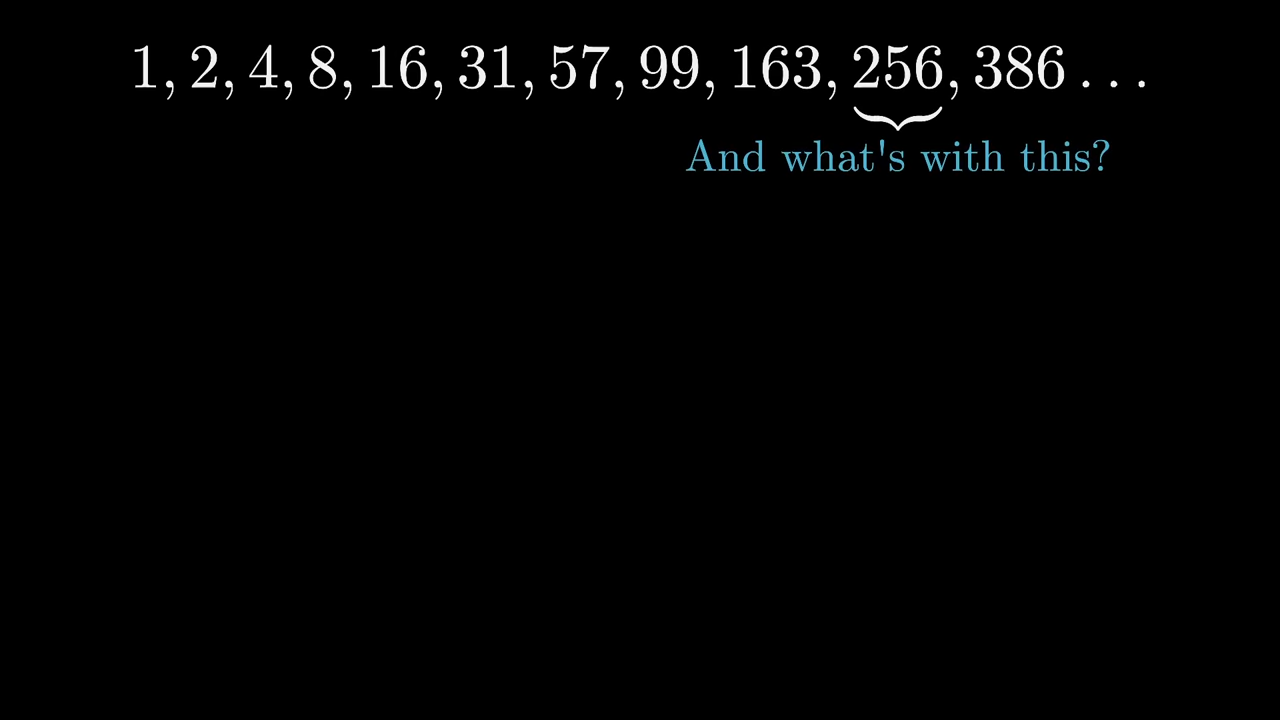 1, 2, 4, 8, 16, 31, 57, 99, 163, 256, 386...
And what's with this?